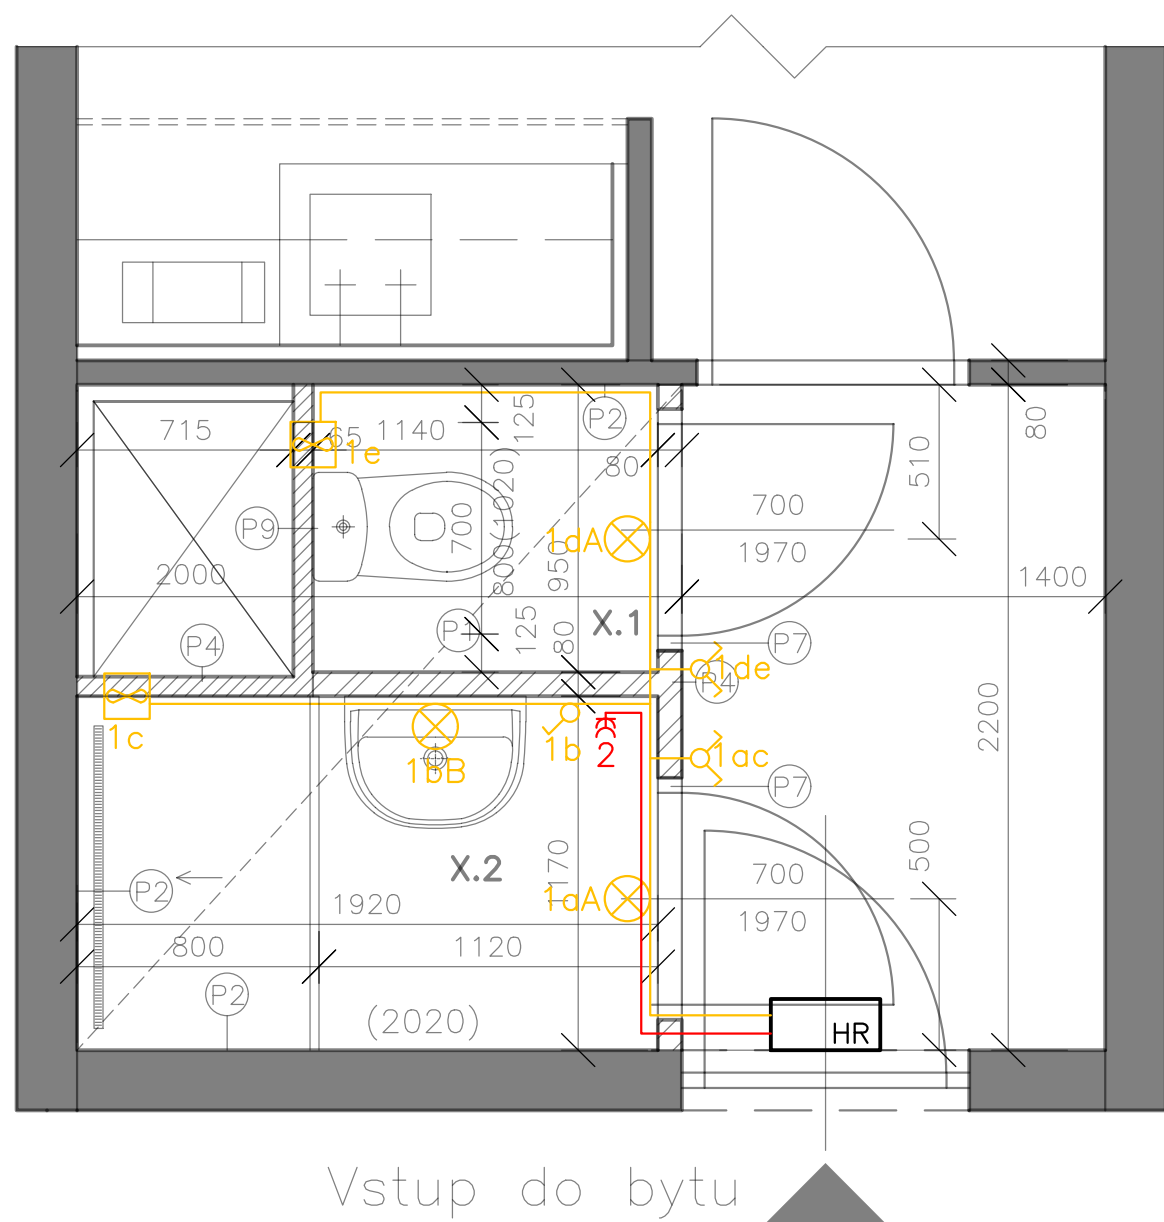 715
65
1140
125
P2
80
510
80
1e
P9
700
800(1020)
950
1dA
700
1970
2000
1400
P1
125
80
X.1
P7
P4
1de
P4
2200
1c
1bB
1b
2
1ac
P7
X.2
1170
500
700
1970
P2
1920
1aA
800
1120
P2
(2020)
HR
Vstup do bytu